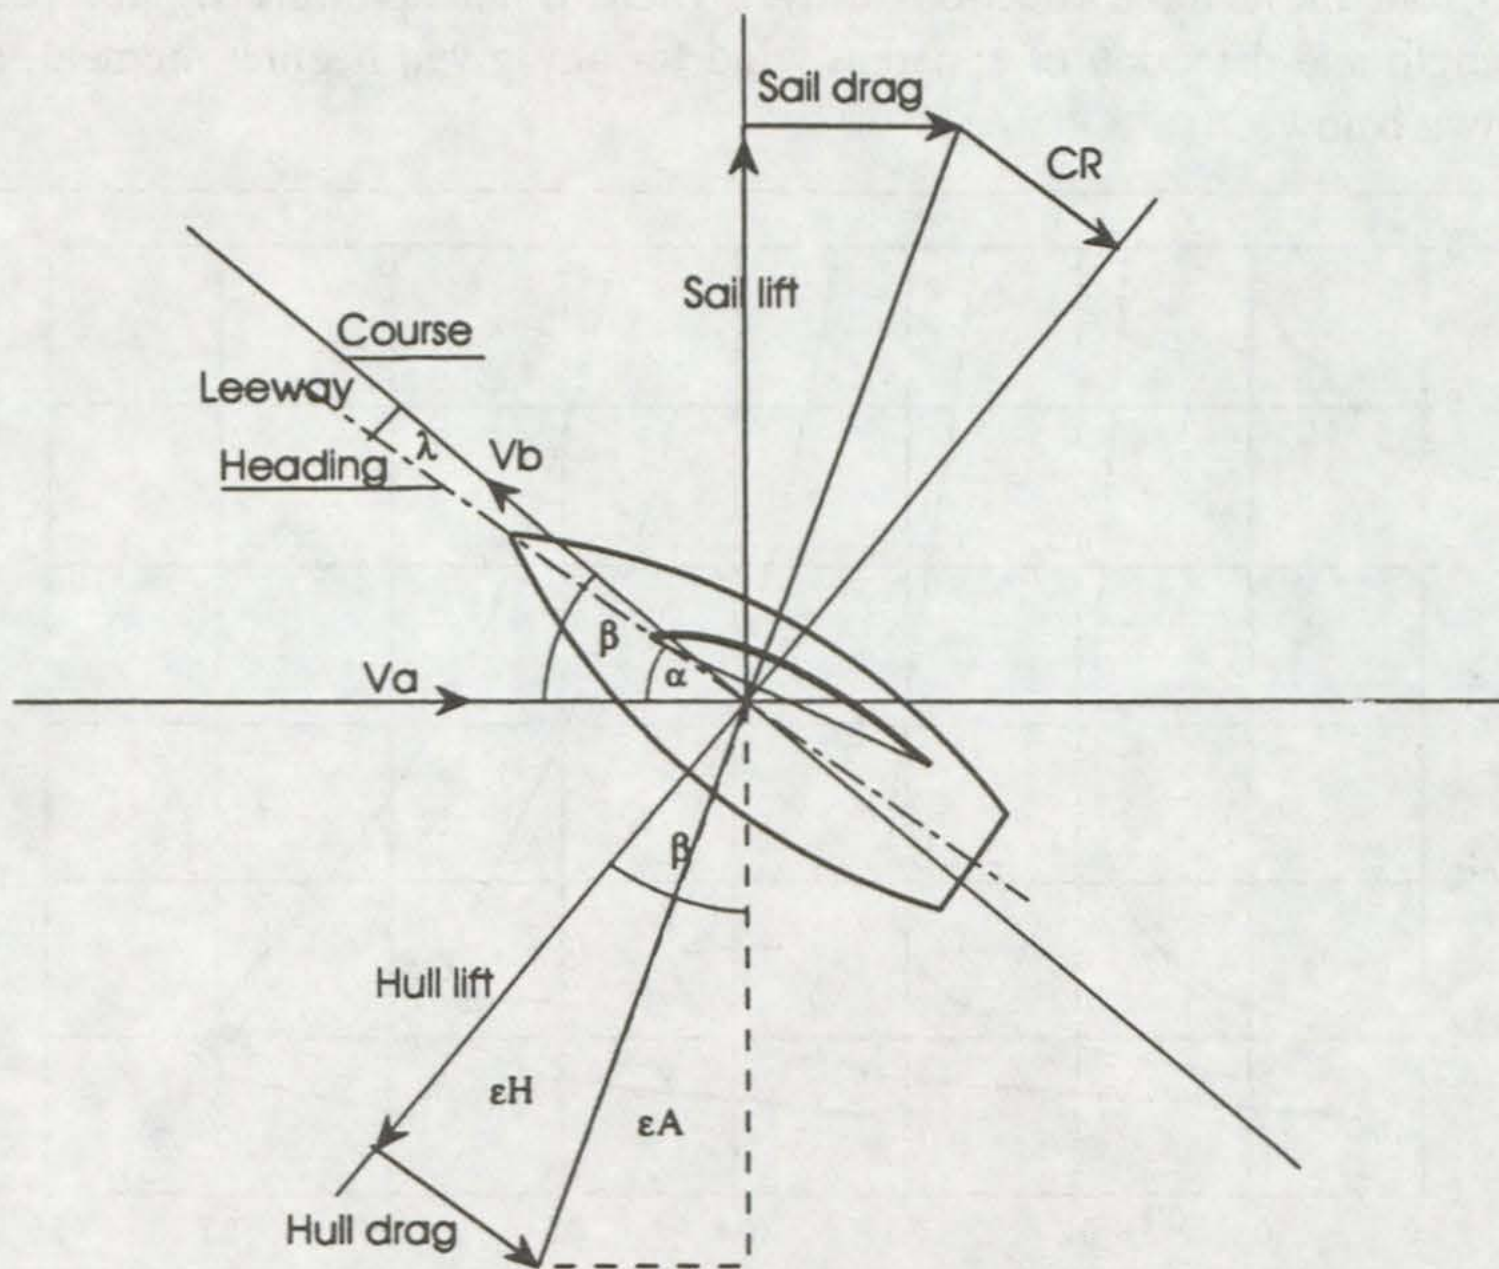 Sail drag
CR
Sail lift
Course
Leeway
λ
Vb
Heading
β
α
Va
β
Hull lift
εH
εA
Hull drag